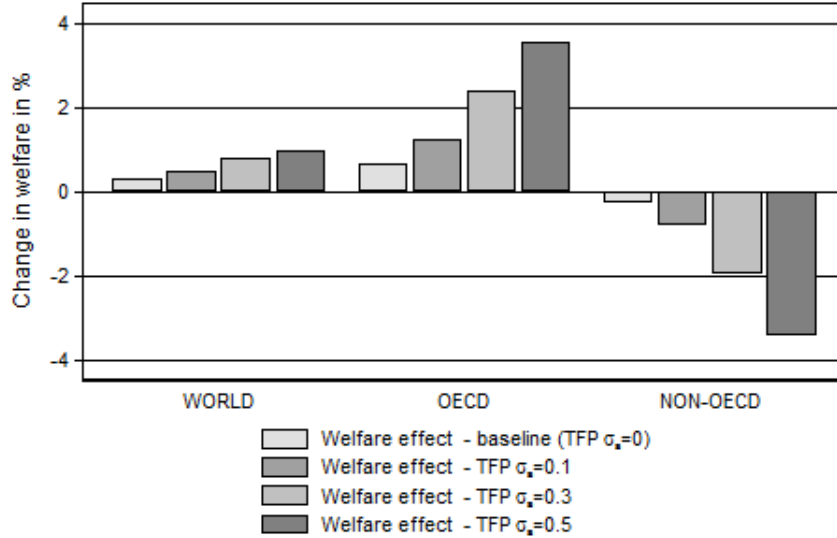 4
2
0
-2
-4
Change in welfare in %
WORLD OECD NON-OECD
Welfare effect - baseline (TFP σₐ=0)
Welfare effect - TFP σₐ=0.1
Welfare effect - TFP σₐ=0.3
Welfare effect - TFP σₐ=0.5